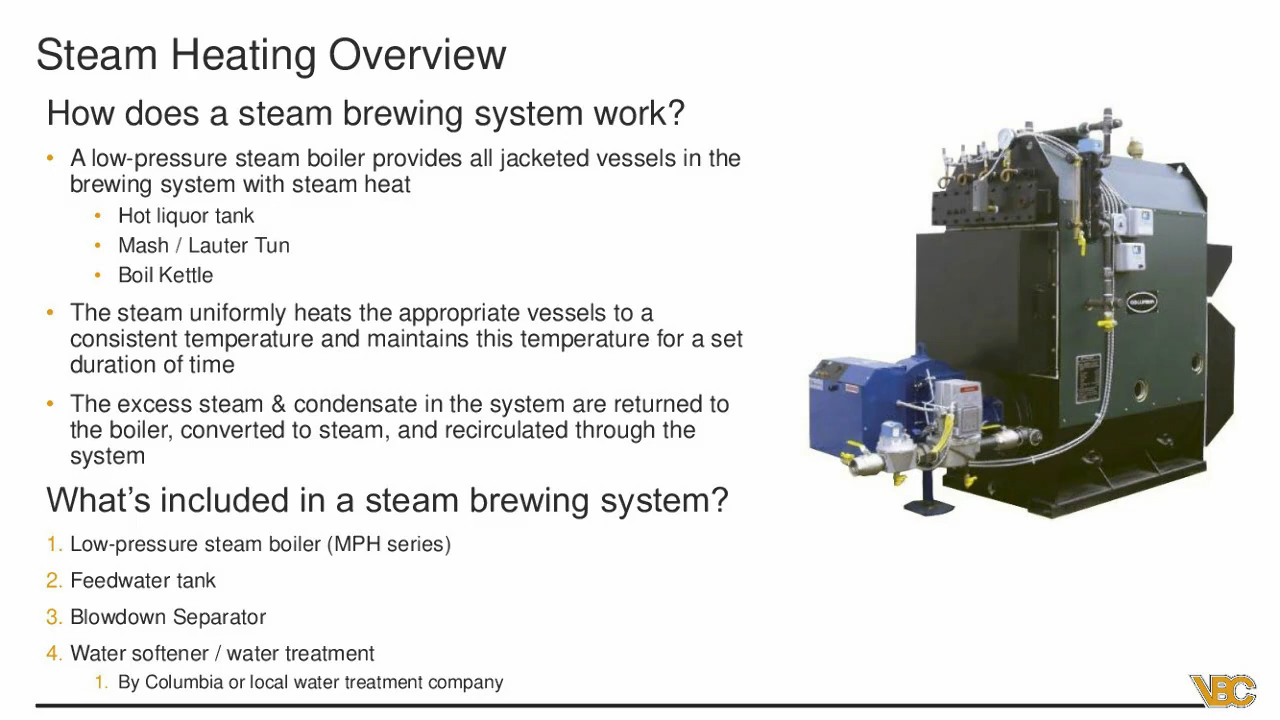 Steam Heating Overview
How does a steam brewing system work?
• A low-pressure steam boiler provides all jacketed vessels in the
brewing system with steam heat
• Hot liquor tank
• Mash / Lauter Tun
• Boil Kettle
• The steam uniformly heats the appropriate vessels to a
consistent temperature and maintains this temperature for a set
duration of time
• The excess steam & condensate in the system are returned to
the boiler, converted to steam, and recirculated through the
system
What’s included in a steam brewing system?
1. Low-pressure steam boiler (MPH series)
2. Feedwater tank
3. Blowdown Separator
4. Water softener / water treatment
1. By Columbia or local water treatment company
COLUMBIA
VBC